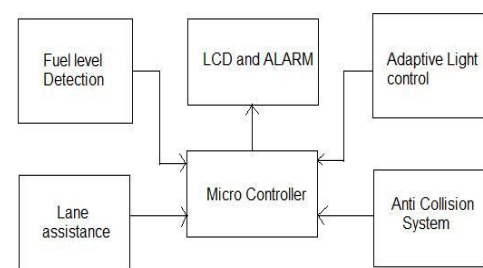 Fuel level
Detection
LCD and ALARM
Adaptive Light
control
Micro Controller
Lane
assistance
Anti Collision
System